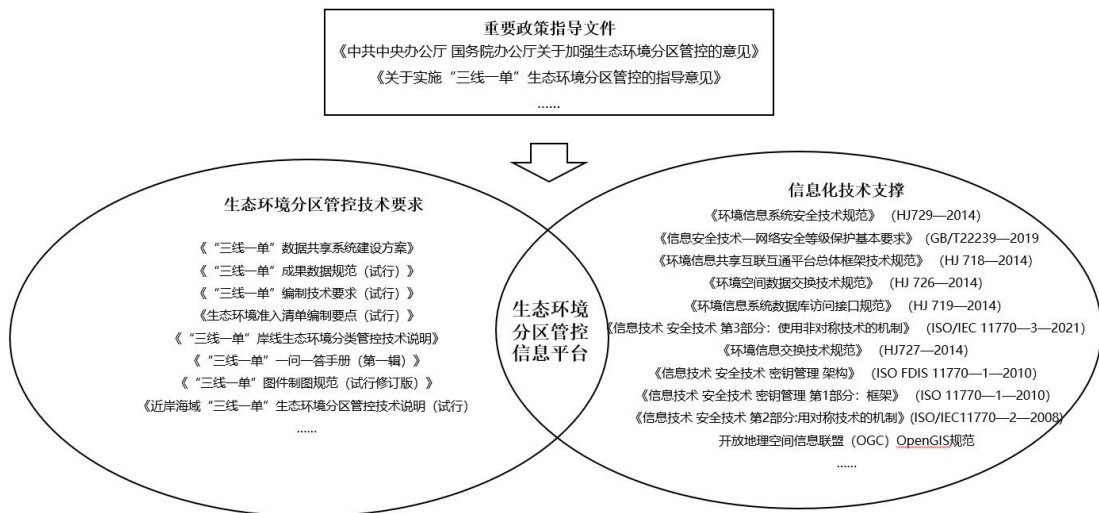 重要政策指导文件
《中共中央办公厅 国务院办公厅关于加强生态环境分区管控的意见》
《关于实施“三线一单”生态环境分区管控的指导意见》
......
生态环境分区管控技术要求
《“三线一单”数据共享系统建设方案》
《“三线一单”成果数据规范（试行）》
《“三线一单”编制技术要求（试行）》
《生态环境准入清单编制要点（试行）》
《“三线一单”岸线生态环境分类管控技术说明》
《“三线一单”一问一答手册（第一辑）》
《“三线一单”图件制图规范（试行修订版）》
《近岸海域“三线一单”生态环境分区管控技术说明（试行）
......
生态环境
分区管控
信息平台
信息化技术支撑
《环境信息系统安全技术规范》（HJ729—2014）
《信息安全技术—网络安全等级保护基本要求》（GB/T22239—2019
《环境信息共享互联互通平台总体框架技术规范》（HJ 718—2014）
《环境空间数据交换技术规范》（HJ 726—2014）
《环境信息系统数据库访问接口规范》（HJ 719—2014）
《信息技术 安全技术 第3部分：使用非对称技术的机制》（ISO/IEC 11770—3—2021）
《环境信息交换技术规范》（HJ727—2014）
《信息技术 安全技术 密钥管理 架构》（ISO FDIS 11770—1—2010）
《信息技术 安全技术 密钥管理 第1部分：框架》（ISO 11770—1—2010）
《信息技术 安全技术 第2部分:用对称技术的机制》(ISO/IEC11770—2—2008)
开放地理空间信息联盟（OGC）OpenGIS规范
......